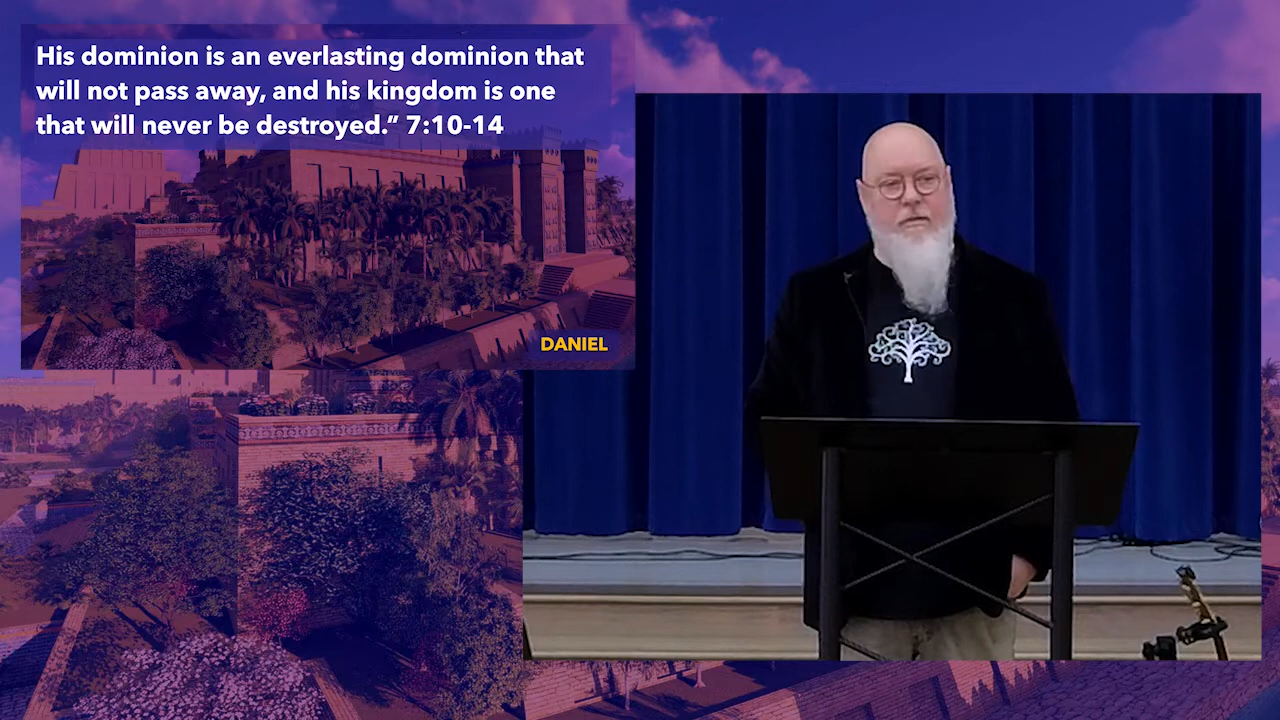 His dominion is an everlasting dominion that
will not pass away, and his kingdom is one
that will never be destroyed.” 7:10-14
DANIEL